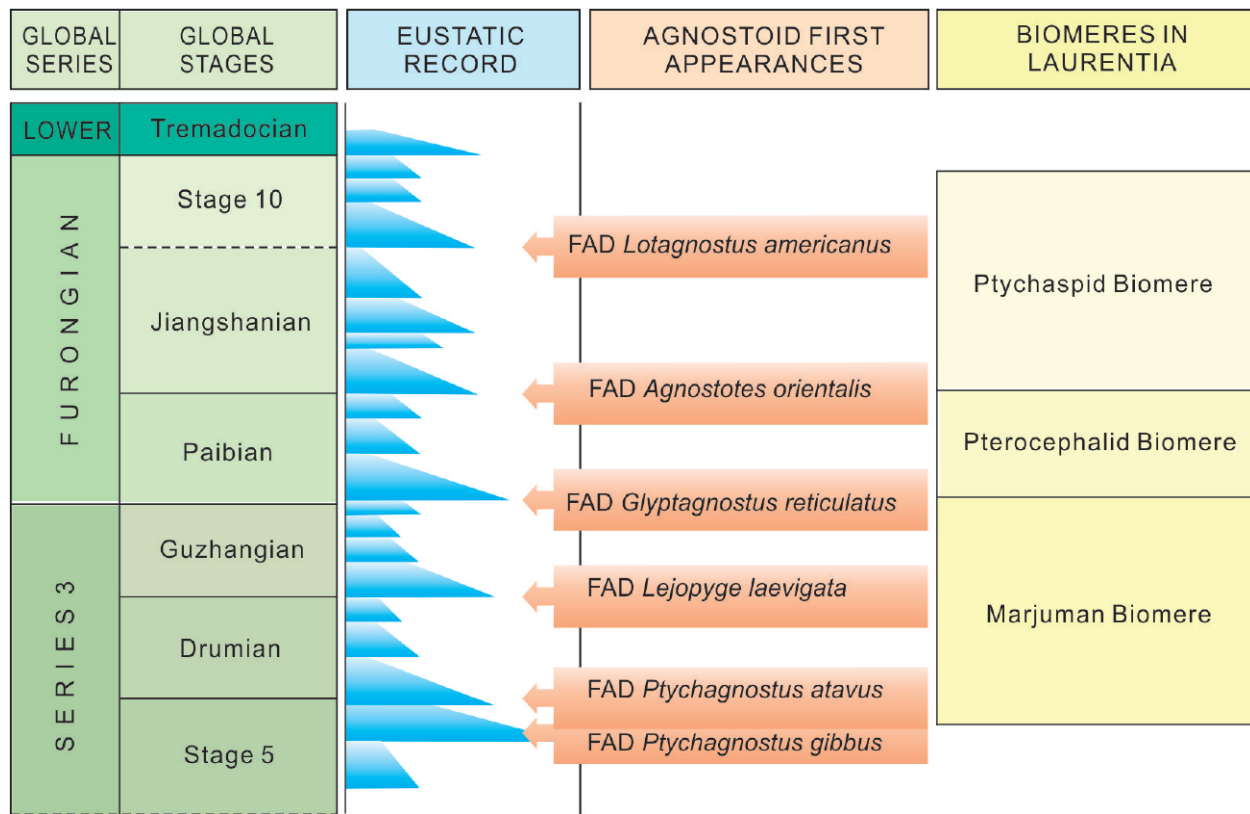 GLOBAL
SERIES
GLOBAL
STAGES
EUSTATIC
RECORD
AGNOSTOID FIRST
APPEARANCES
BIOMERES IN
LAURENTIA
LOWER
Tremadocian
FURONGIAN
Stage 10
Jiangshanian
Paibian
SERIES 3
Guzhangian
Drumian
Stage 5
FAD Lotagnostus americanus
FAD Agnostotes orientalis
FAD Glyptagnostus reticulatus
FAD Lejopyge laevigata
FAD Ptychagnostus atavus
FAD Ptychagnostus gibbus
Ptychaspid Biomere
Pterocephalid Biomere
Marjuman Biomere